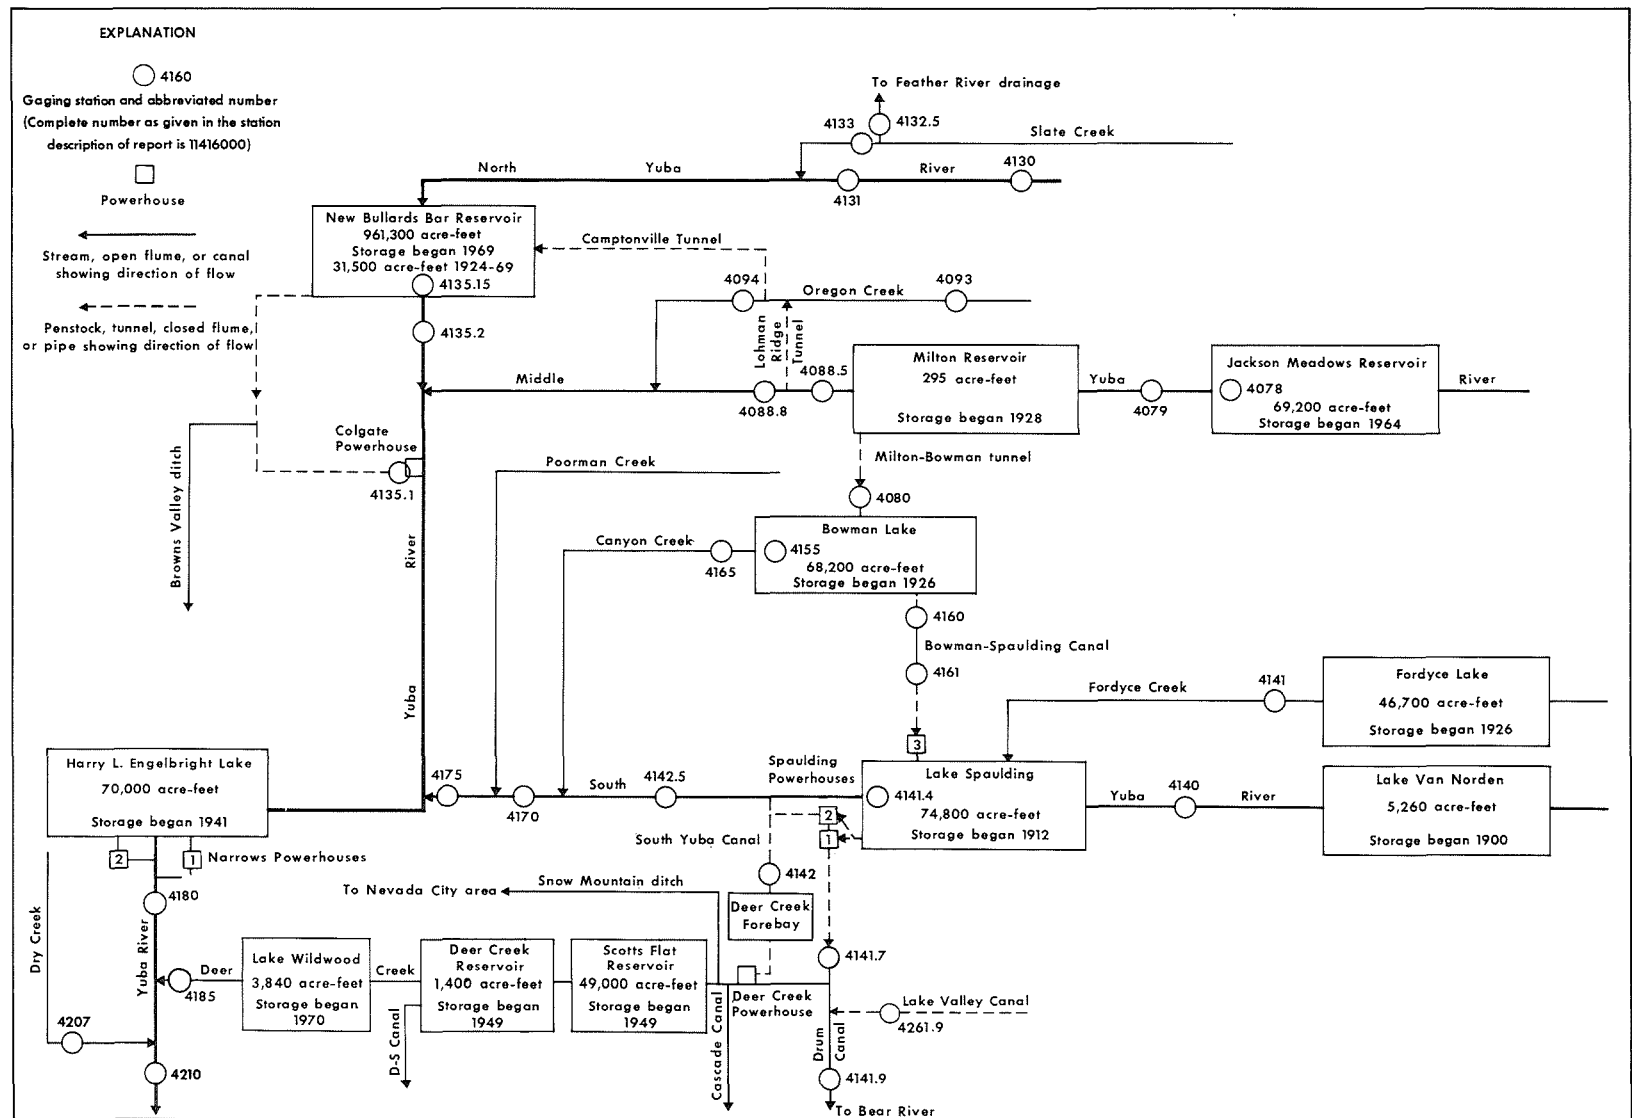 EXPLANATION
4160
Gaging station and abbreviated number
(Complete number as given in the station
description of report is 11416000)
Powerhouse
Stream, open flume, or canal
showing direction of flow
Penstock, tunnel, closed flume,
or pipe showing direction of flow
To Feather River drainage
4133
4132.5
Slate Creek
North
Yuba
River
4130
4131
New Bullards Bar Reservoir
961,300 acre-feet
Storage began 1969
31,500 acre-feet 1924-69
4135.15
Camptonville Tunnel
4094
Oregon Creek
4093
4135.2
Lohman
Ridge
Tunnel
Middle
4088.5
4088.8
Milton Reservoir
295 acre-feet
Storage began 1928
Yuba
4079
Jackson Meadows Reservoir
4078
69,200 acre-feet
Storage began 1964
River
Colgate
Powerhouse
4135.1
Browns Valley ditch
Poorman Creek
Milton-Bowman tunnel
4080
Canyon Creek
4165
Bowman Lake
4155
68,200 acre-feet
Storage began 1926
River
Yuba
4160
Bowman-Spaulding Canal
4161
Fordyce Creek
4141
Fordyce Lake
46,700 acre-feet
Storage began 1926
3
Harry L. Engelbright Lake
70,000 acre-feet
Storage began 1941
4175
4170
South
4142.5
Spaulding
Powerhouses
Lake Spaulding
4141.4
74,800 acre-feet
Storage began 1912
Yuba
4140
River
Lake Van Norden
5,260 acre-feet
Storage began 1900
2
1
South Yuba Canal
2
1
Narrows Powerhouses
4142
To Nevada City area
Snow Mountain ditch
Deer Creek
Forebay
4180
Dry Creek
Yuba River
Deer
4185
Lake Wildwood
3,840 acre-feet
Storage began
1970
Creek
Deer Creek
Reservoir
1,400 acre-feet
Storage began
1949
Scotts Flat
Reservoir
49,000 acre-feet
Storage began
1949
4141.7
Deer Creek
Powerhouse
Lake Valley Canal
4261.9
D-S Canal
Cascade Canal
Drum
Canal
4207
4210
4141.9
To Bear River